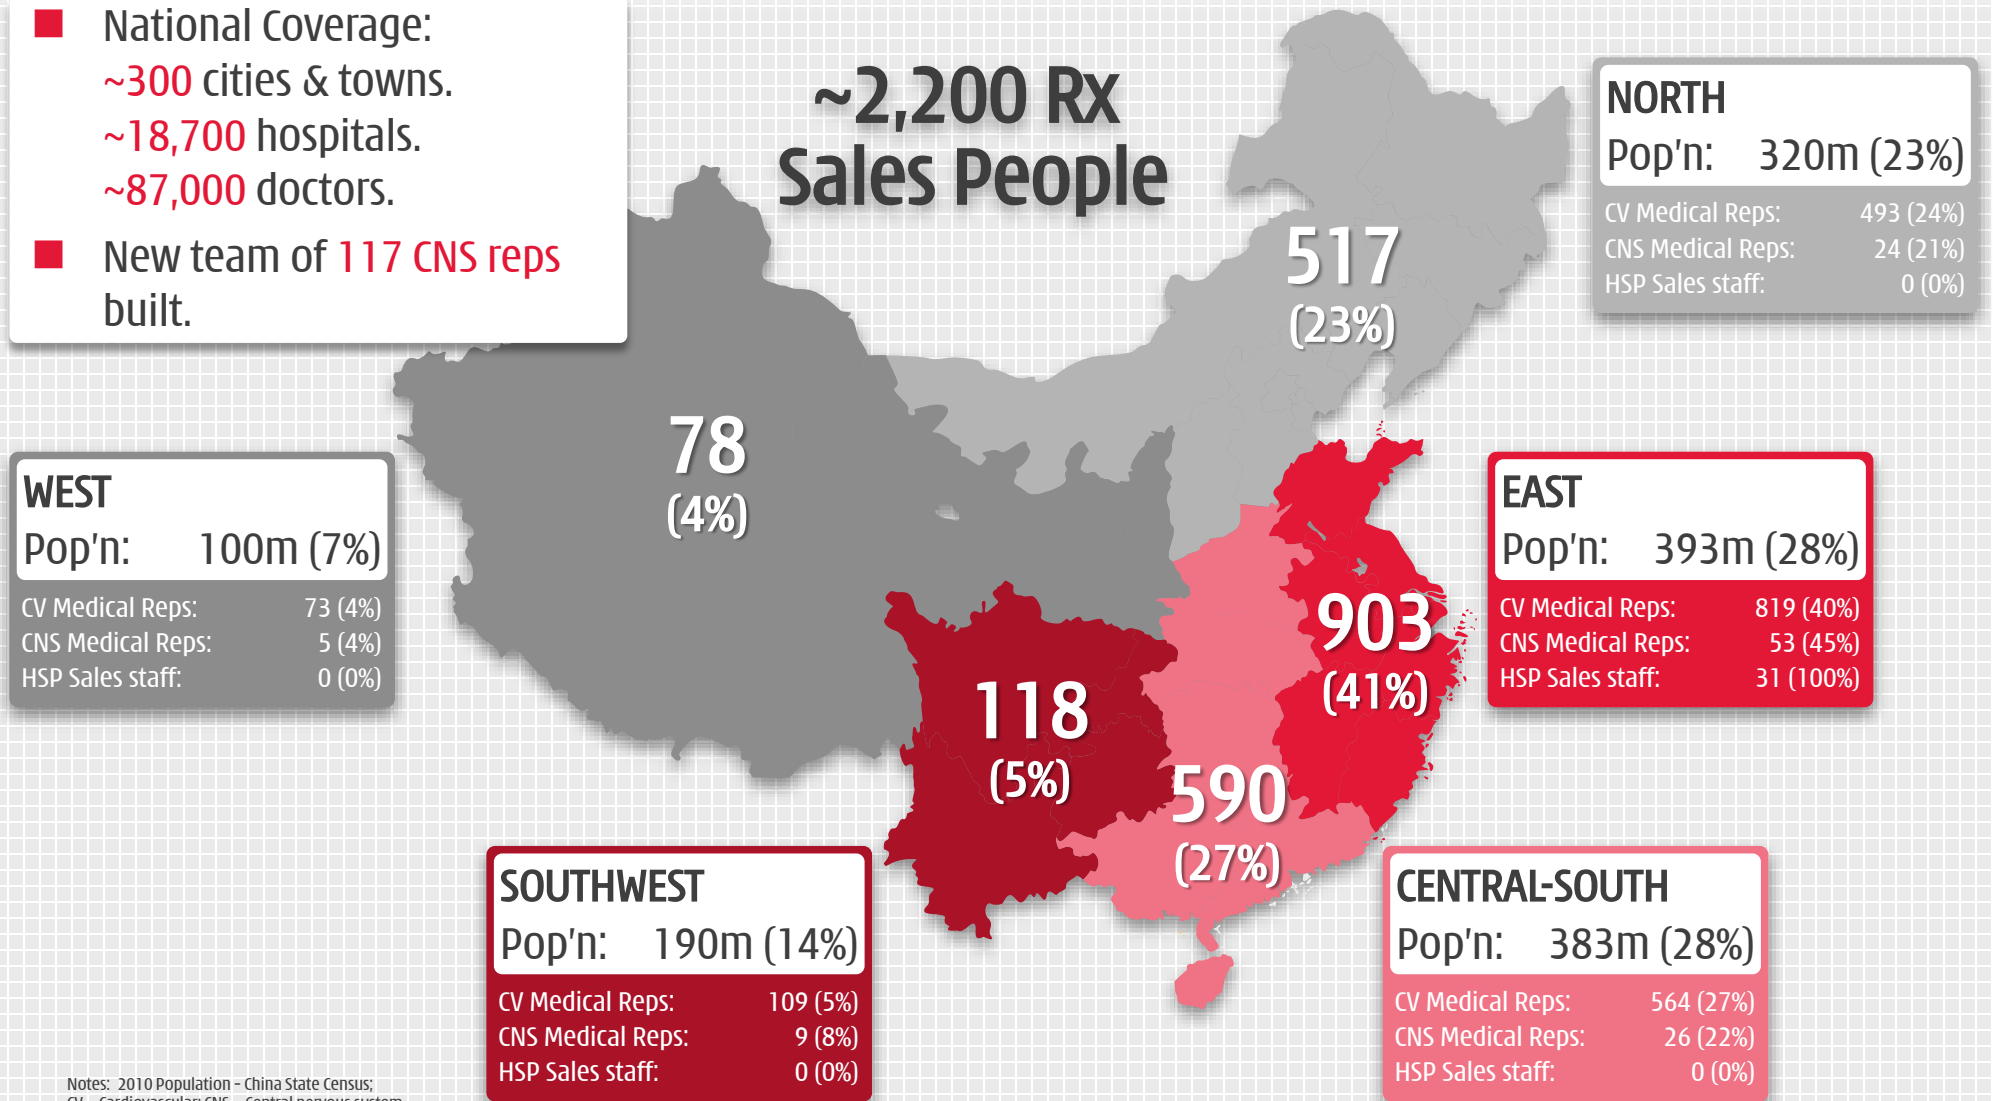 National Coverage:
~300 cities & towns.
~18,700 hospitals.
~87,000 doctors.
New team of 117 CNS reps
built.
~2,200 Rx
Sales People
NORTH
Pop'n: 320m (23%)
CV Medical Reps: 493 (24%)
CNS Medical Reps: 24 (21%)
HSP Sales staff: 0 (0%)
517
(23%)
78
(4%)
WEST
Pop'n: 100m (7%)
CV Medical Reps: 73 (4%)
CNS Medical Reps: 5 (4%)
HSP Sales staff: 0 (0%)
EAST
Pop'n: 393m (28%)
CV Medical Reps: 819 (40%)
CNS Medical Reps: 53 (45%)
HSP Sales staff: 31 (100%)
903
(41%)
118
(5%)
590
(27%)
SOUTHWEST
Pop'n: 190m (14%)
CV Medical Reps: 109 (5%)
CNS Medical Reps: 9 (8%)
HSP Sales staff: 0 (0%)
CENTRAL-SOUTH
Pop'n: 383m (28%)
CV Medical Reps: 564 (27%)
CNS Medical Reps: 26 (22%)
HSP Sales staff: 0 (0%)
Notes: 2010 Population – China State Census;
CV – Cardiovascular; CNS – Central nervous system